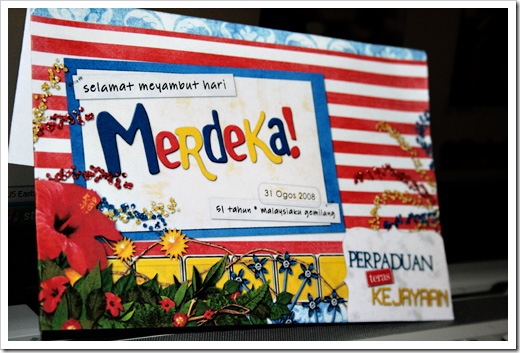 selamat meyambut hari
Merdeka!
31 Ogos 2008
51 tahun * malaysiaku gemilang
PERPADUAN
teras
KEJAYAAN